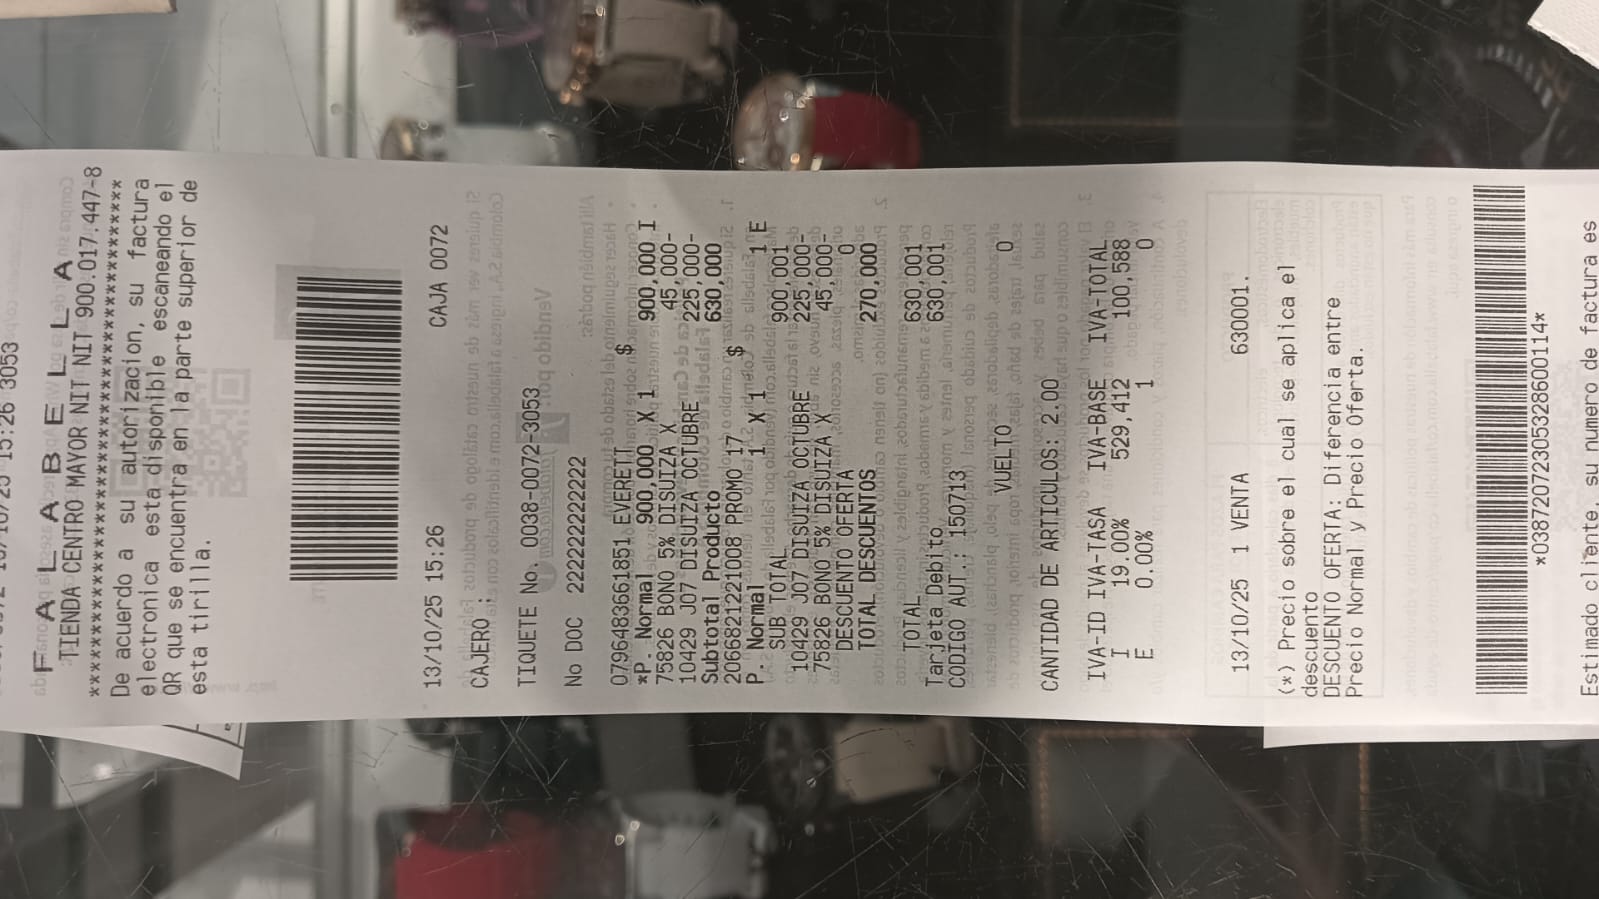 15:26 3053
F A L A B E L L A
TIENDA CENTRO MAYOR NIT NIT 900.017.447-8
****************************************
De acuerdo a su autorizacion, su factura
electronica esta disponible escaneando el
QR que se encuentra en la parte superior de
esta tirilla.
13/10/25 15:26 CAJA 0072
CAJERO :
TIQUETE No. 0038-0072-3053
No DOC 222222222222
0796483661851 EVERETT $
*P. Normal 900,000 X 1 900,000 I
75826 BONO 5% DISUIZA X 45,000-
10429 J07 DISUIZA OCTUBRE 225,000-
Subtotal Producto 630,000
2066821221008 PROMO 17 $
P. Normal 1 X 1 1 E
SUB TOTAL 900,001
10429 J07 DISUIZA OCTUBRE 225,000-
75826 BONO 5% DISUIZA X 45,000-
DESCUENTO OFERTA 0
TOTAL DESCUENTOS 270,000
TOTAL 630,001
Tarjeta Debito 630,001
CODIGO AUT.: 150713
VUELTO 0
CANTIDAD DE ARTICULOS: 2.00
IVA-ID IVA-TASA IVA-BASE IVA-TOTAL
I 19.00% 529,412 100,588
E 0.00% 1 0
13/10/25 1 VENTA 630001.
(*) Precio sobre el cual se aplica el
descuento
DESCUENTO OFERTA: Diferencia entre
Precio Normal y Precio Oferta.
*03872072305328600114*
Estimado cliente, su numero de factura es